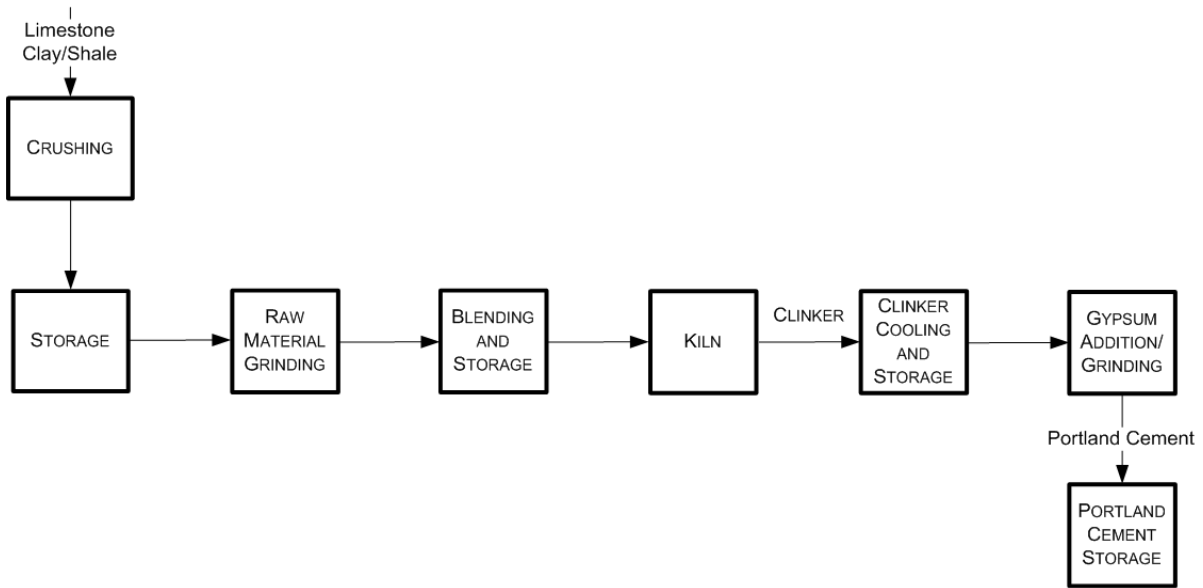 Limestone
Clay/Shale
CRUSHING
STORAGE
RAW
MATERIAL
GRINDING
BLENDING
AND
STORAGE
KILN
CLINKER
CLINKER
COOLING
AND
STORAGE
GYPSUM
ADDITION/
GRINDING
Portland Cement
PORTLAND
CEMENT
STORAGE